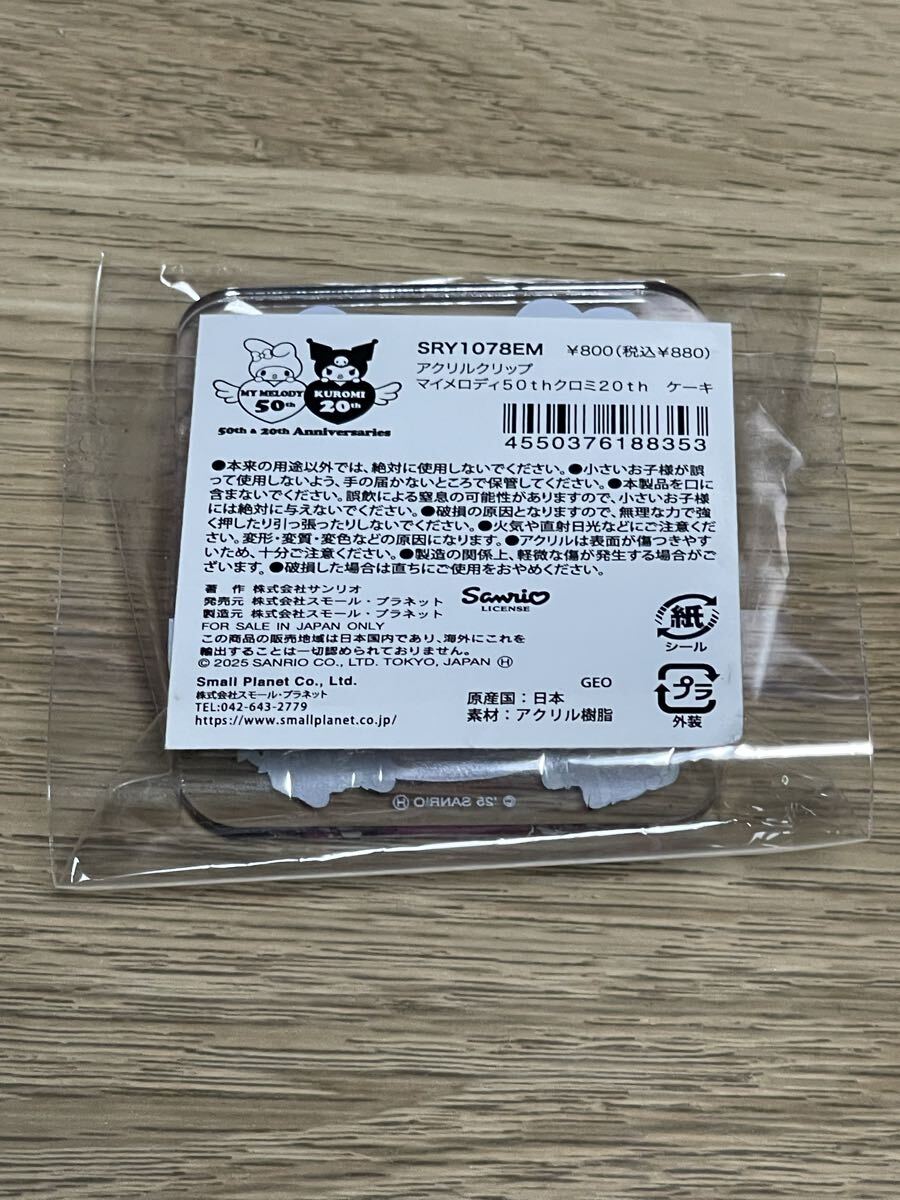 MY MELODY
50th
KUROMI
20th
50th & 20th Anniversaries
SRY1078EM ¥800(税込¥880)
アクリルクリップ
マイメロディ50thクロミ20th ケーキ
4550376188353
●本来の用途以外では、絶対に使用しないでください。●小さいお子様が誤
って使用しないよう、手の届かないところで保管してください。●本製品を口に
含まないでください。誤飲による窒息の可能性がありますので、小さいお子様
には絶対に与えないでください。●破損の原因となりますので、無理な力で強
く押したり引っ張ったりしないでください。●火気や直射日光などにご注意くだ
さい。変形・変質・変色などの原因になります。●アクリルは表面が傷つきやす
いため、十分ご注意ください。●製造の関係上、軽微な傷が発生する場合がご
ざいます。●破損した場合は直ちにご使用をおやめください。
著 作 株式会社サンリオ
発売元 株式会社スモール・プラネット
製造元 株式会社スモール・プラネット
Sanrio
LICENSE
FOR SALE IN JAPAN ONLY
この商品の販売地域は日本国内であり、海外にこれを
輸出することは一切認められておりません。
© 2025 SANRIO CO., LTD. TOKYO, JAPAN Ⓗ
Small Planet Co., Ltd.
株式会社スモール・プラネット
TEL:042-643-2779
https://www.smallplanet.co.jp/
GEO
原産国:日本
素材:アクリル樹脂
紙
シール
プラ
外装
© '25 SANRIO Ⓗ